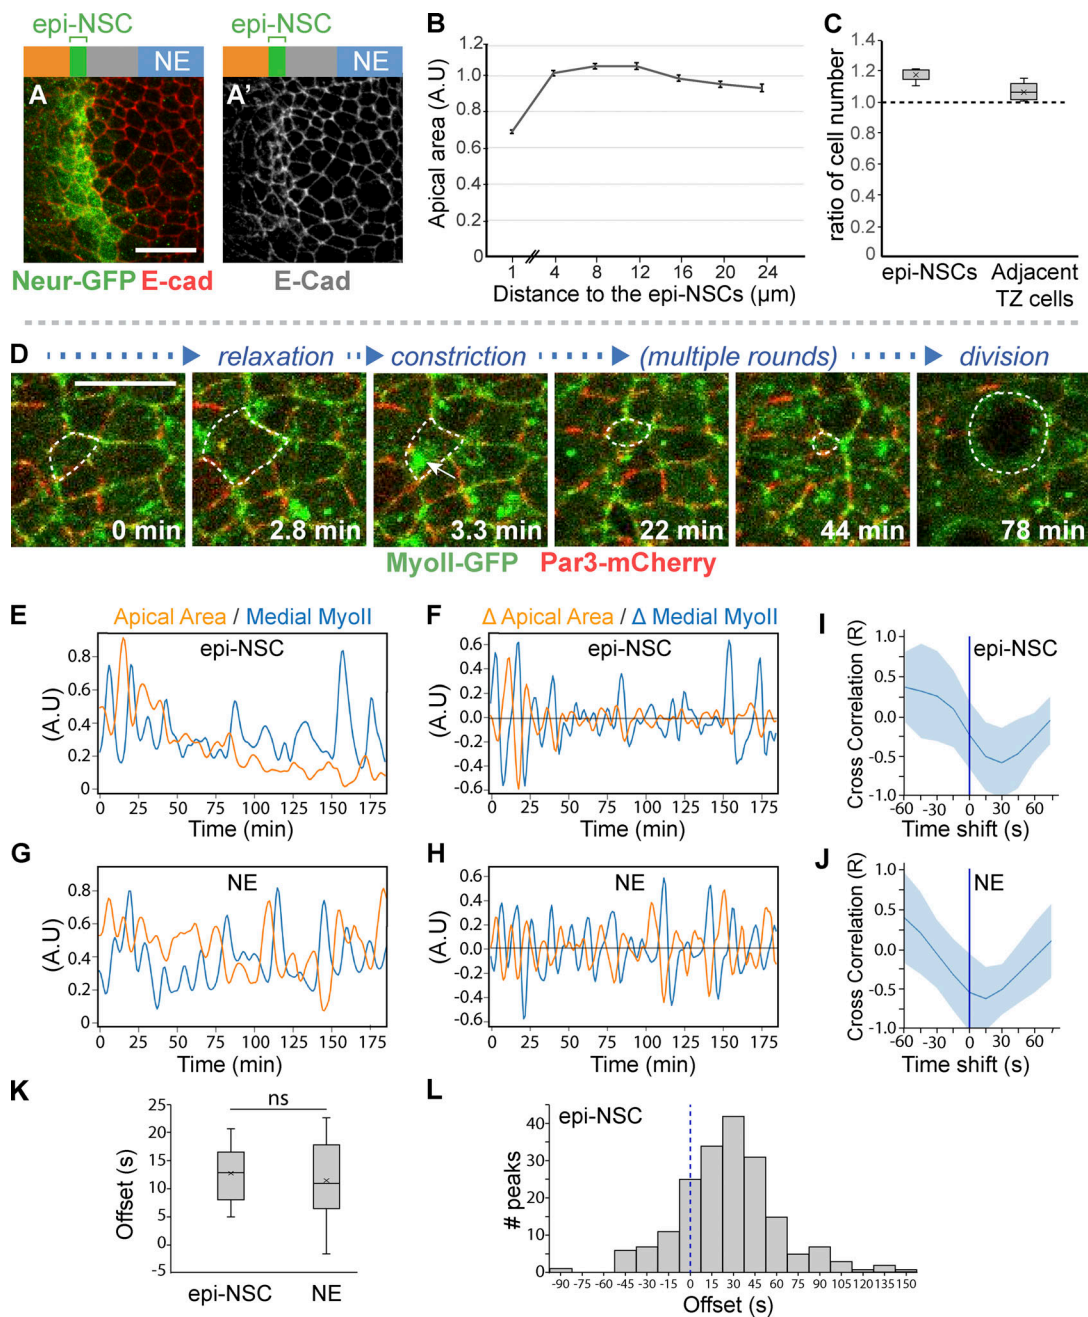 epi-NSC
epi-NSC
NE
NE
A
A'
Neur-GFP E-cad
E-Cad
B
Apical area (A.U)
1.2
1.0
0.8
0.6
0.4
0.2
0
1 4 8 12 16 20 24
Distance to the epi-NSCs (µm)
C
ratio of cell number
1.4
1.2
1.0
0.8
0.6
0.4
0.2
0
epi-NSCs
Adjacent
TZ cells
D
relaxation constriction (multiple rounds) division
0 min
2.8 min
3.3 min
22 min
44 min
78 min
MyoII-GFP Par3-mCherry
E
Apical Area / Medial MyoII
epi-NSC
(A.U)
0.8
0.6
0.4
0.2
0
0 25 50 75 100 125 150 175
Time (min)
F
Δ Apical Area / Δ Medial MyoII
epi-NSC
(A.U)
0.6
0.4
0.2
-0.0
-0.2
-0.4
-0.6
0 25 50 75 100 125 150 175
Time (min)
I
epi-NSC
Cross Correlation (R)
1.0
0.5
0.0
-0.5
-1.0
-60 -30 0 30 60
Time shift (s)
G
NE
(A.U)
0.8
0.6
0.4
0.2
0
0 25 50 75 100 125 150 175
Time (min)
H
NE
(A.U)
0.6
0.4
0.2
0.0
-0.2
-0.4
-0.6
0 25 50 75 100 125 150 175
Time (min)
J
NE
Cross Correlation (R)
1.0
0.5
0.0
-0.5
-1.0
-60 -30 0 30 60
Time shift (s)
K
ns
Offset (s)
25
20
15
10
5
0
-5
epi-NSC NE
L
epi-NSC
# peaks
40
30
20
10
0
-90 -75 -60 -45 -30 -15 0 15 30 45 60 75 90 105 120 135 150
Offset (s)